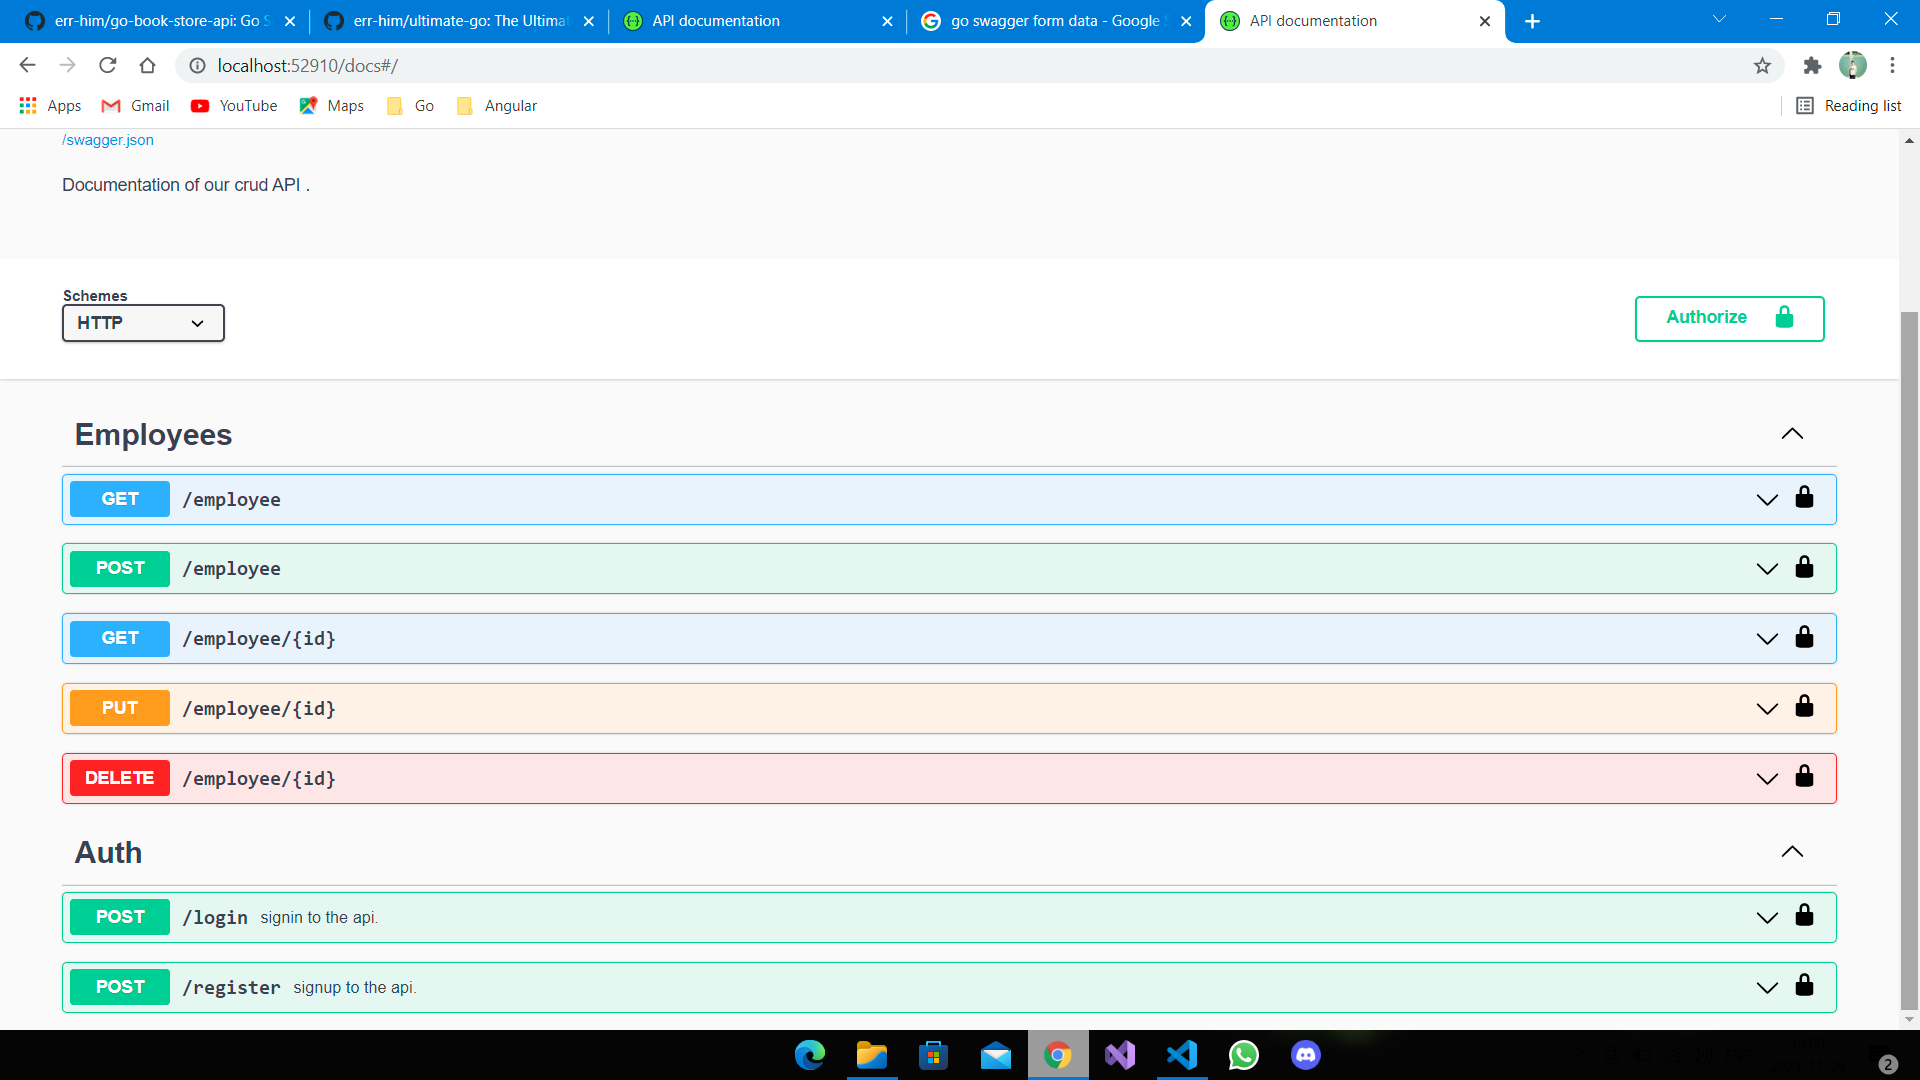 err-him/go-book-store-api: Go S
err-him/ultimate-go: The Ultimat
API documentation
go swagger form data - Google S
API documentation
localhost:52910/docs#/
Apps
Gmail
YouTube
Maps
Go
Angular
Reading list
/swagger.json
Documentation of our crud API .
Schemes
HTTP
Authorize
Employees
GET /employee
POST /employee
GET /employee/{id}
PUT /employee/{id}
DELETE /employee/{id}
Auth
POST /login signin to the api.
POST /register signup to the api.
2